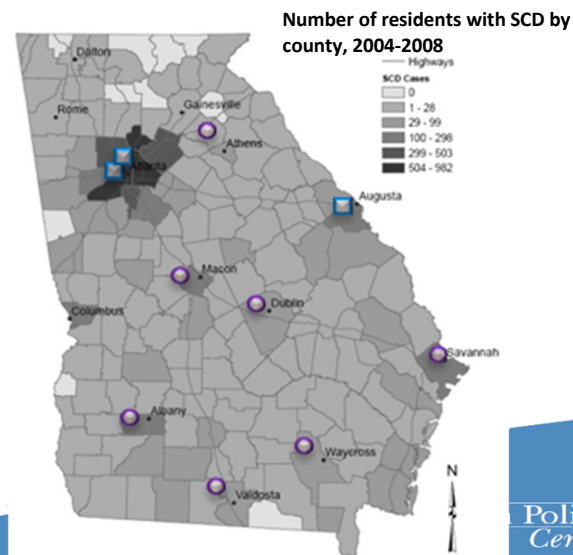 Number of residents with SCD by
county, 2004-2008
Highways
SCD Cases
0
1 - 28
29 - 99
100 - 298
299 - 503
504 - 982
Dalton
Rome
Gainesville
Athens
Atlanta
Augusta
Macon
Columbus
Dublin
Savannah
Albany
Waycross
Valdosta
N
Poli
Cen